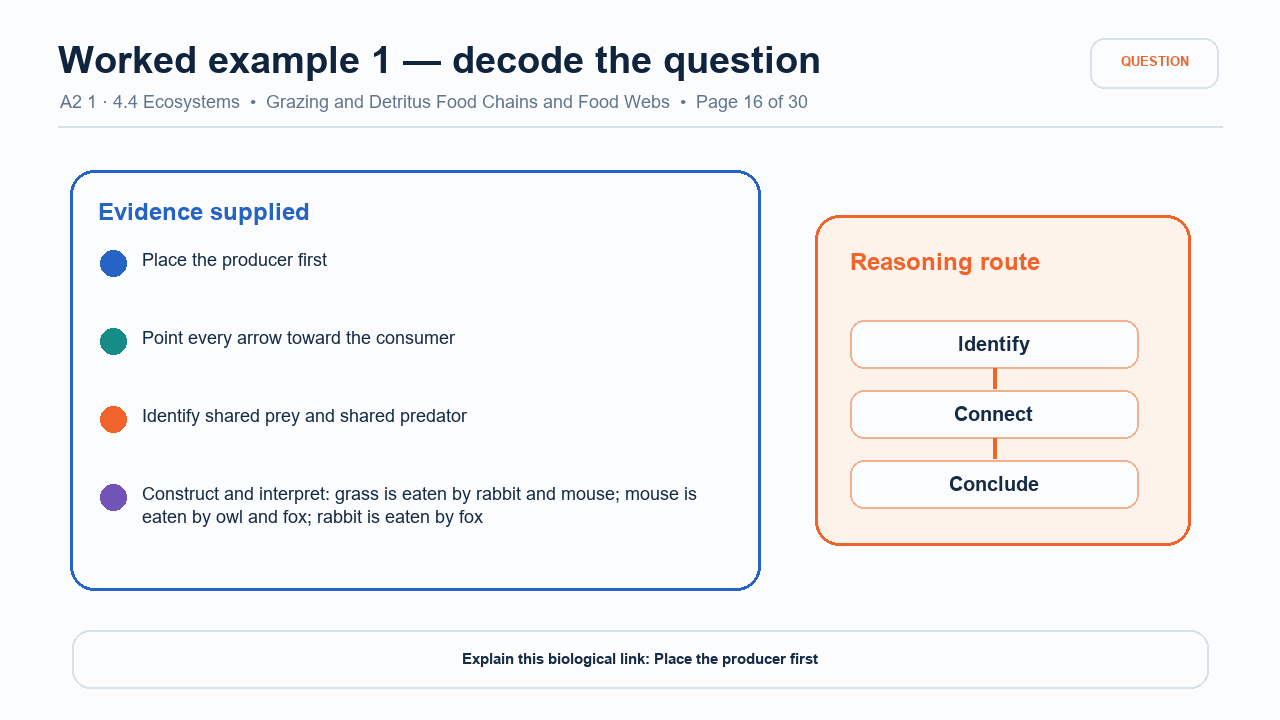 Worked example 1 — decode the question
QUESTION
A2 1 · 4.4 Ecosystems • Grazing and Detritus Food Chains and Food Webs • Page 16 of 30
Evidence supplied
Place the producer first
Point every arrow toward the consumer
Identify shared prey and shared predator
Construct and interpret: grass is eaten by rabbit and mouse; mouse is
eaten by owl and fox; rabbit is eaten by fox
Reasoning route
Identify
Connect
Conclude
Explain this biological link: Place the producer first